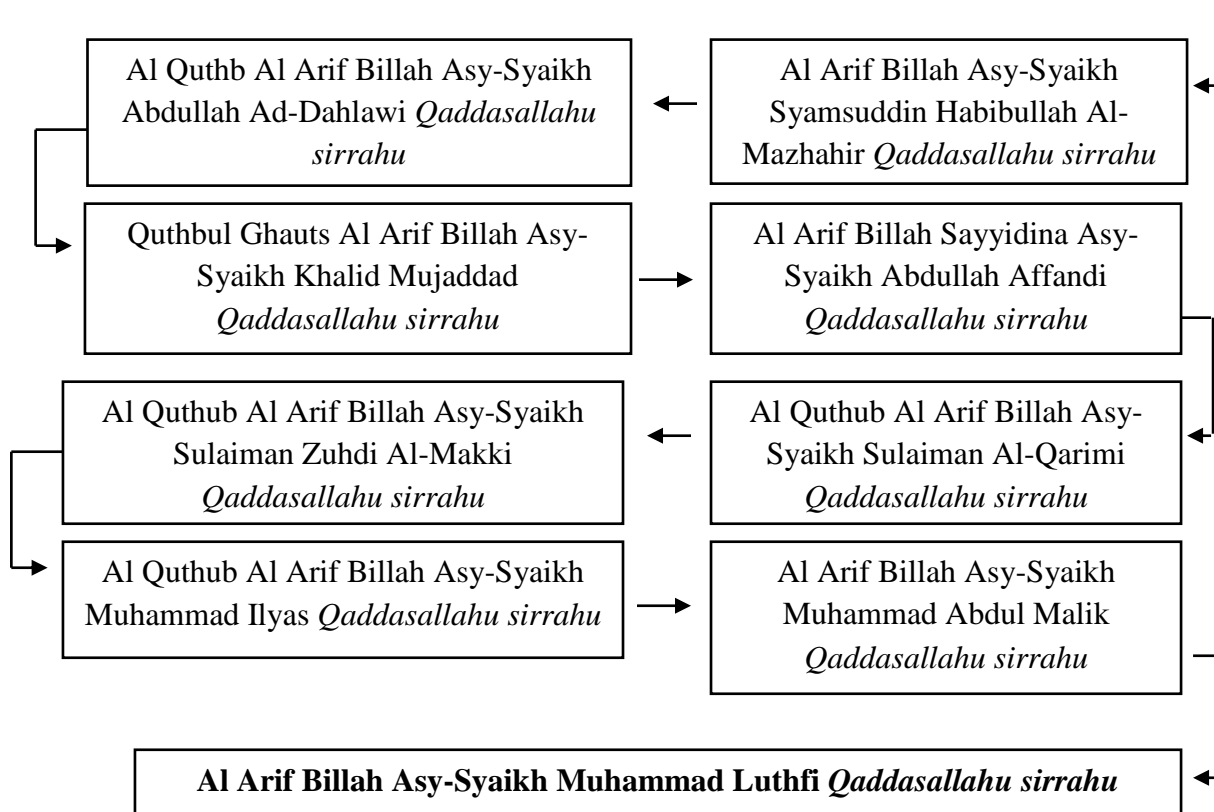 Al Quthb Al Arif Billah Asy-Syaikh
Abdullah Ad-Dahlawi Qaddasallahu
sirrahu
Al Arif Billah Asy-Syaikh
Syamsuddin Habibullah Al-
Mazhahir Qaddasallahu sirrahu
Quthbul Ghauts Al Arif Billah Asy-
Syaikh Khalid Mujaddad
Qaddasallahu sirrahu
Al Arif Billah Sayyidina Asy-
Syaikh Abdullah Affandi
Qaddasallahu sirrahu
Al Quthub Al Arif Billah Asy-Syaikh
Sulaiman Zuhdi Al-Makki
Qaddasallahu sirrahu
Al Quthub Al Arif Billah Asy-
Syaikh Sulaiman Al-Qarimi
Qaddasallahu sirrahu
Al Quthub Al Arif Billah Asy-Syaikh
Muhammad Ilyas Qaddasallahu sirrahu
Al Arif Billah Asy-Syaikh
Muhammad Abdul Malik
Qaddasallahu sirrahu
Al Arif Billah Asy-Syaikh Muhammad Luthfi Qaddasallahu sirrahu